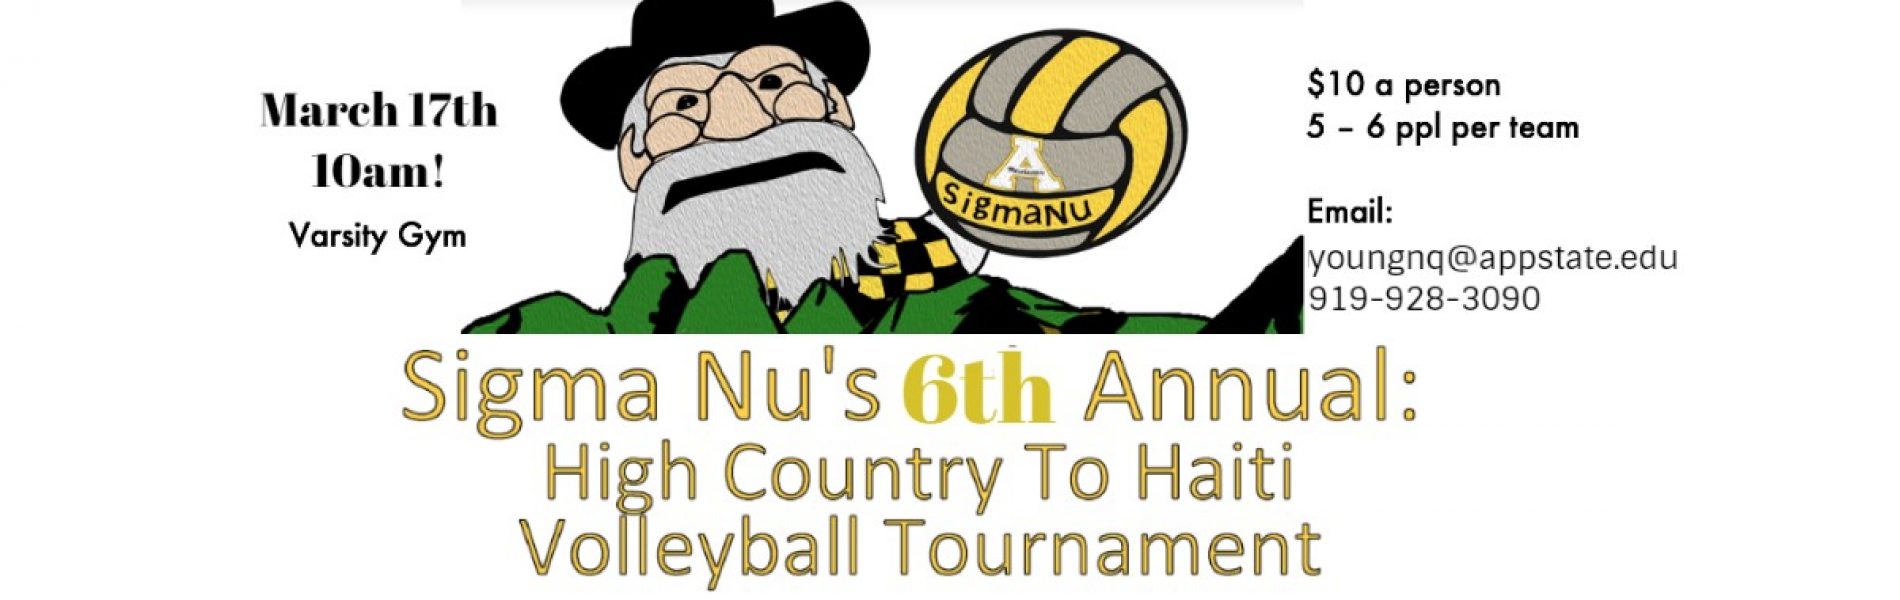 March 17th
10am!
Varsity Gym
A
SigmaNu
$10 a person
5 – 6 ppl per team
Email:
youngnq@appstate.edu
919-928-3090
Sigma Nu's 6th Annual:
High Country To Haiti
Volleyball Tournament